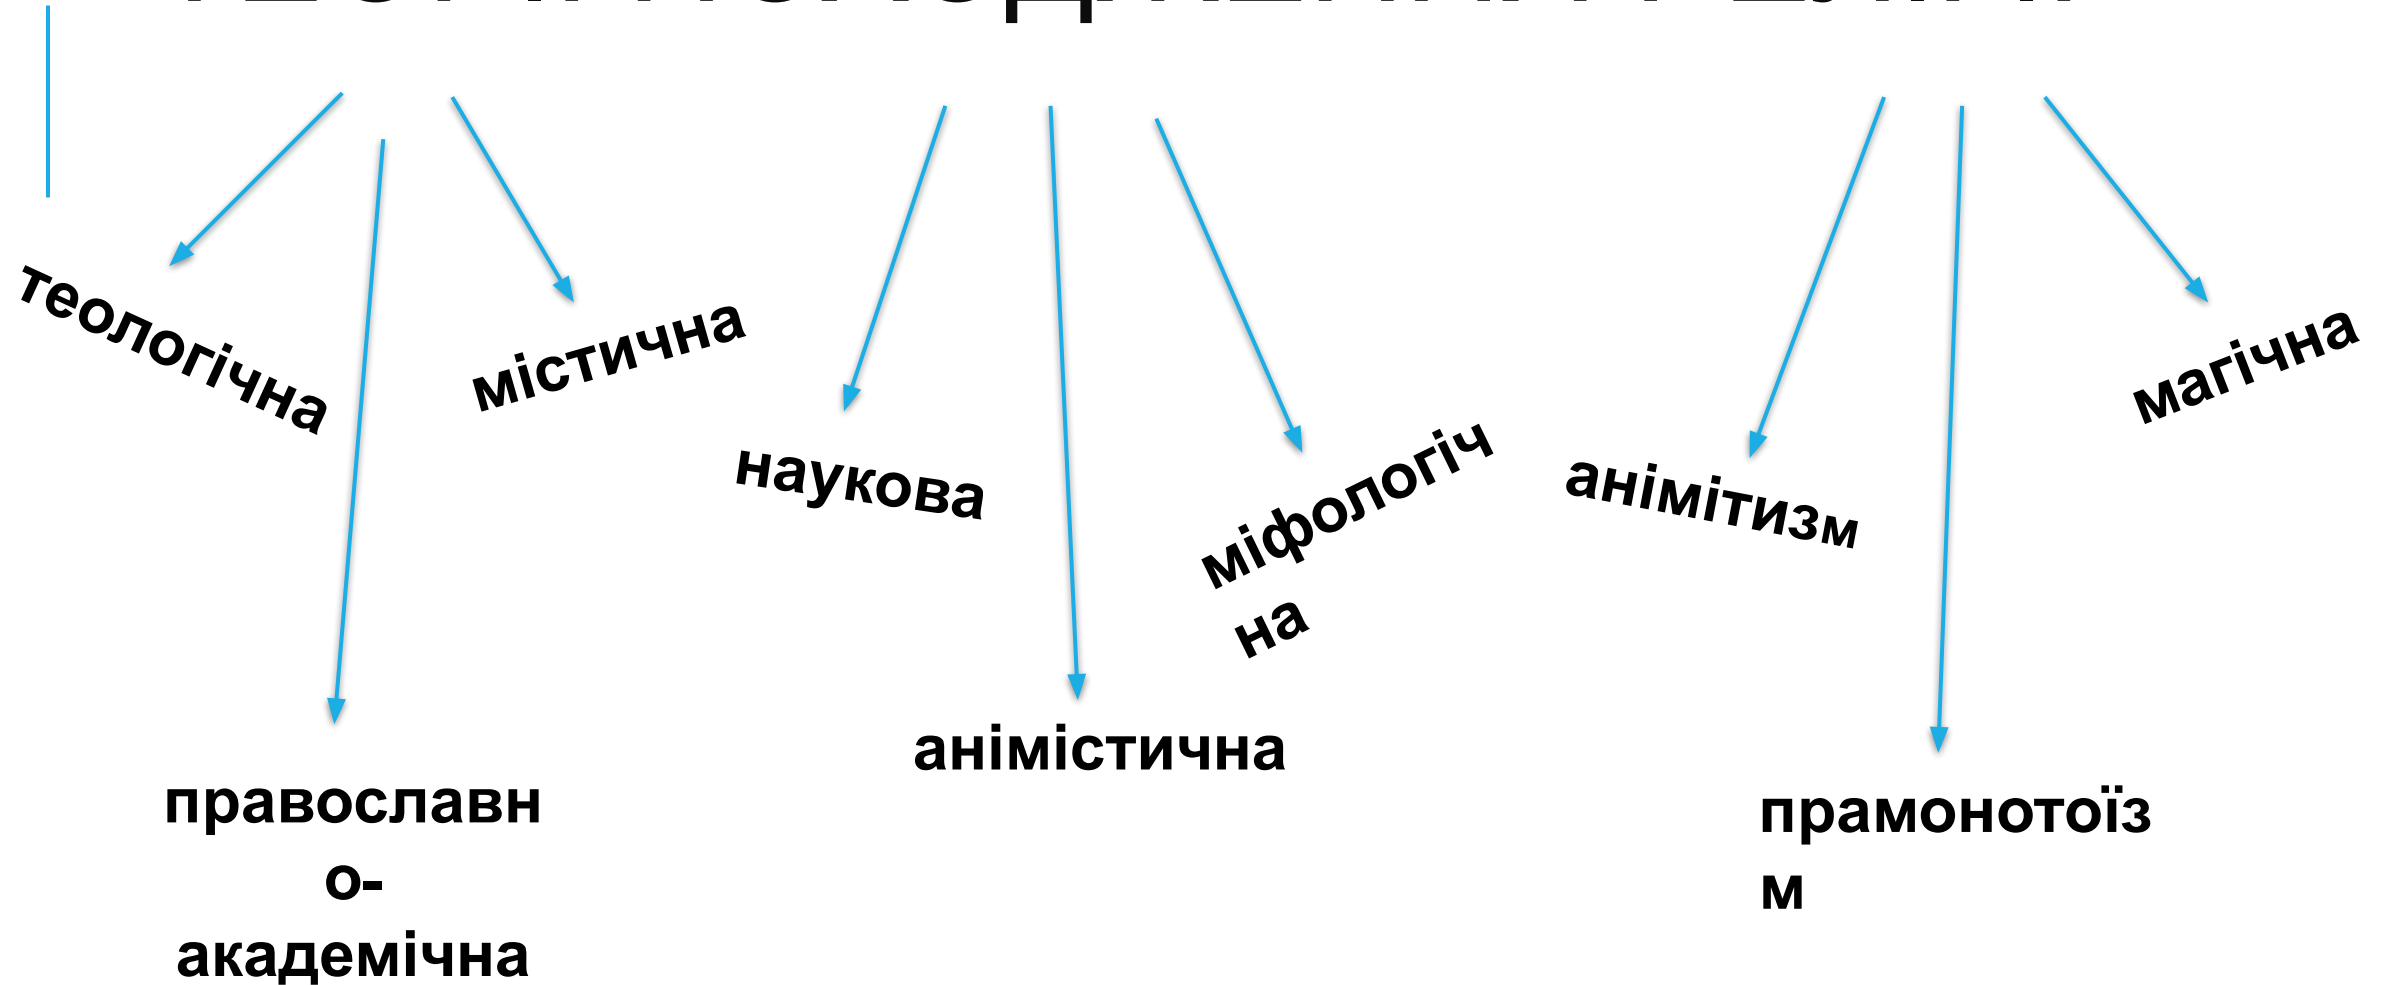 теологічна
містична
наукова
міфологіч
на
анімітизм
магічна
анімістична
православн
о-
академічна
прамонотоїз
м